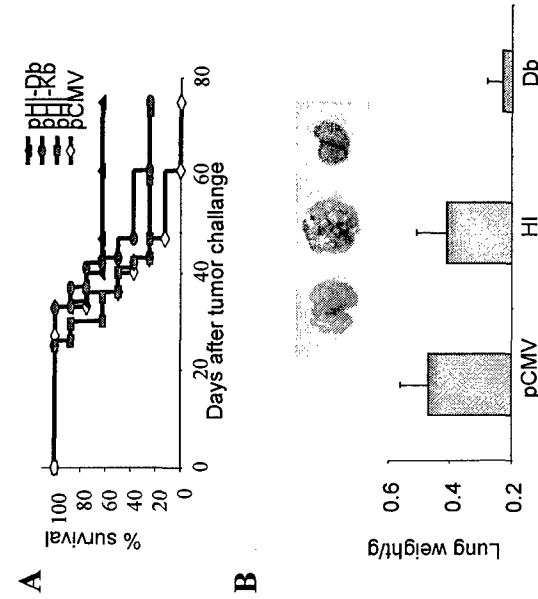 A
% survival
100
80
60
40
20
0
0 20 40 60 80
Days after tumor challange
pHI-Db
pHI-Kb
pHI
pCMV
B
Lung weight/g
0.6
0.4
0.2
pCMV HI Db